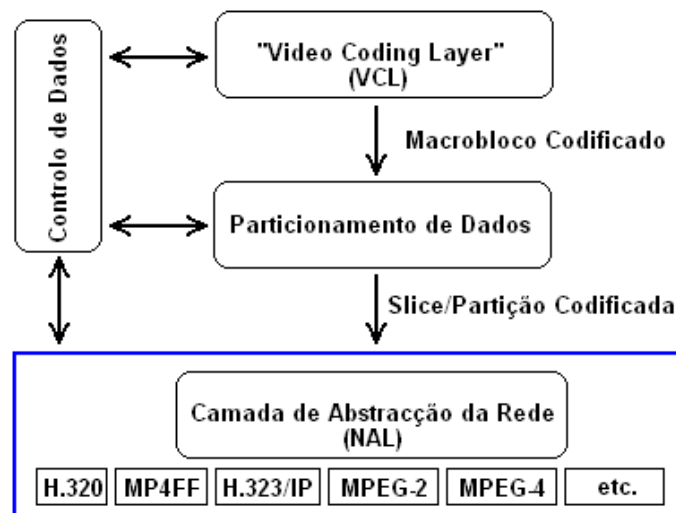 Controlo de Dados
"Video Coding Layer"
(VCL)
Macrobloco Codificado
Particionamento de Dados
Slice/Partição Codificada
Camada de Abstracção da Rede
(NAL)
H.320
MP4FF
H.323/IP
MPEG-2
MPEG-4
etc.